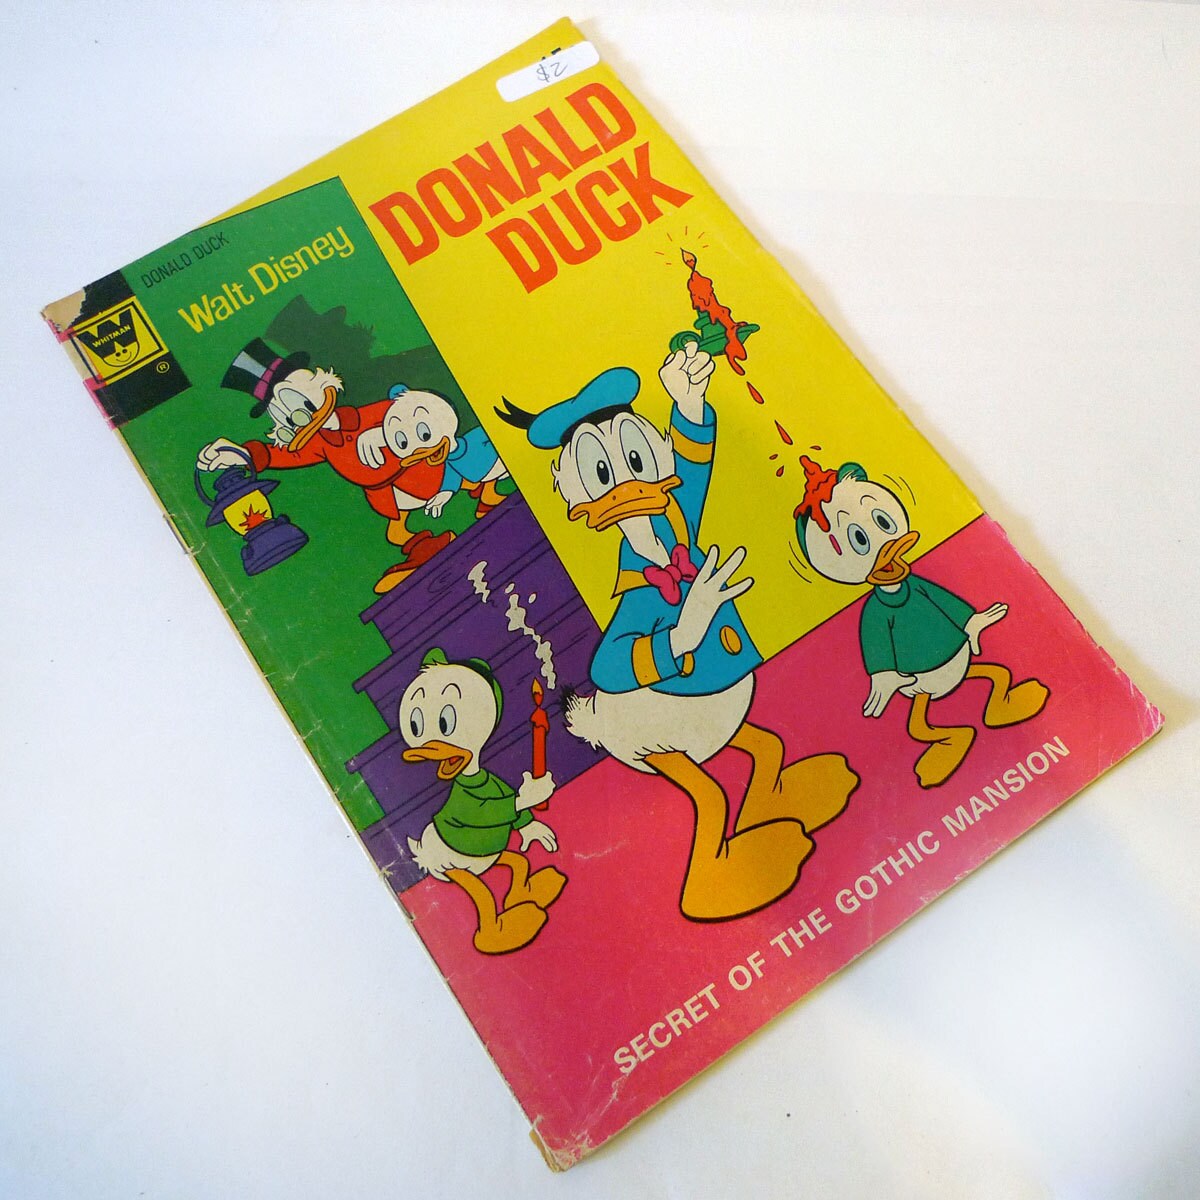 $2
DONALD DUCK
Walt Disney
DONALD
DUCK
WHITMAN
®
SECRET OF THE GOTHIC MANSION